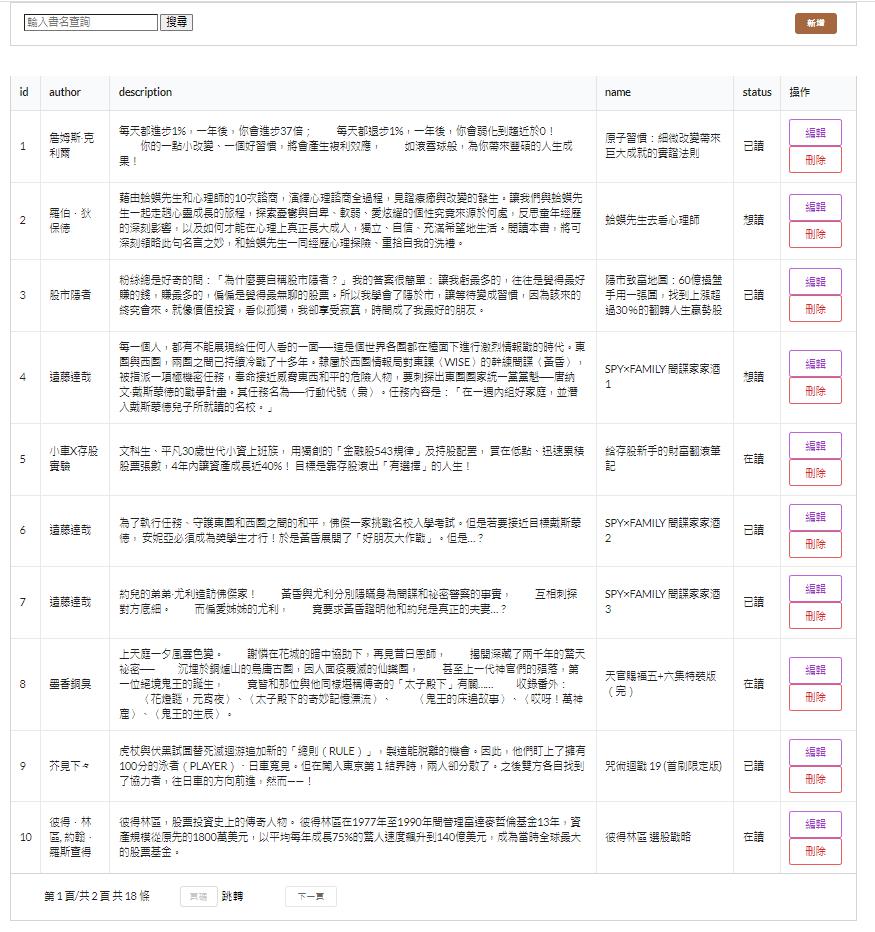 輸入書名查詢 搜尋 新增
id author description name status 操作
1
詹姆斯·克
利爾
每天都進步1%，一年後，你會進步37倍； 每天都退步1%，一年後，你會弱化到趨近於0！
你的一點小改變、一個好習慣，將會產生複利效應， 如滾雪球般，為你帶來豐碩的人生成
果！
原子習慣：細微改變帶來
巨大成就的實證法則
已讀
編輯
刪除
2
羅伯·狄
保德
藉由蛤蟆先生和心理師的10次諮商，演繹心理諮商全過程，見證療癒與改變的發生。讓我們與蛤蟆先
生一起走趟心靈成長的旅程，探索憂鬱與自卑、軟弱、愛炫耀的個性究竟來源於何處，反思童年經歷
的深刻影響，以及如何才能在心理上真正長大成人，獨立、自信、充滿希望地生活。閱讀本書，將可
深刻領略此句名言之妙，和蛤蟆先生一同經歷心理探險、重拾自我的洗禮。
蛤蟆先生去看心理師
想讀
編輯
刪除
3
股市隱者
粉絲總是好奇的問：「為什麼要自稱股市隱者？」 我的答案很簡單： 讓我虧最多的，往往是覺得最好
賺的錢，賺最多的，偏偏是覺得最無聊的股票。所以我學會了隱於市，讓等待變成習慣，因為該來的
終究會來。就像價值投資，看似孤獨，我卻享受寂寞，時間成了我最好的朋友。
隱市致富地圖：60億操盤
手用一張圖，找到上漲超
過30%的翻轉人生飆勢股
已讀
編輯
刪除
4
遠藤達哉
每一個人，都有不能展現給任何人看的一面──這是個世界各國都在檯面下進行激烈情報戰的時代。東
國與西國，兩國之間已持續冷戰了十多年。隸屬於西國情報局對東課〈WISE〉的幹練間諜〈黃昏〉，
被指派一項極機密任務，奉命接近威脅東西和平的危險人物，要刺探出東國國家統一黨黨魁──唐納
文·戴斯蒙德的戰爭計畫。其任務名為──行動代號〈梟〉。任務內容是：「在一週內組好家庭，並潛
入戴斯蒙德兒子所就讀的名校。」
SPY×FAMILY 間諜家家酒
1
想讀
編輯
刪除
5
小車X存股
實驗
文科生、平凡30歲世代小資上班族， 用獨創的「金融股543規律」及持股配置， 買在低點、迅速累積
股票張數，4年內讓資產成長近40%！ 目標是靠存股滾出「有選擇」的人生！
給存股新手的財富翻滾筆
記
在讀
編輯
刪除
6
遠藤達哉
為了執行任務、守護東國和西國之間的和平，佛傑一家挑戰名校入學考試。但是若要接近目標戴斯蒙
德， 安妮亞必須成為獎學生才行！於是黃昏展開了「好朋友大作戰」。但是…？
SPY×FAMILY 間諜家家酒
2
已讀
編輯
刪除
7
遠藤達哉
約兒的弟弟·尤利造訪佛傑家！ 黃昏與尤利分別隱瞞身為間諜和祕密警察的事實， 互相刺探
對方底細。 而偏愛姊姊的尤利， 竟要求黃昏證明他和約兒是真正的夫妻…？
SPY×FAMILY 間諜家家酒
3
已讀
編輯
刪除
8
墨香銅臭
上天庭一夕風雲色變。 謝憐在花城的暗中協助下，再見昔日恩師， 揭開深藏了兩千年的驚天
祕密── 沉埋於銅爐山的烏庸古國，因人面疫覆滅的仙識國， 甚至上一代神官們的殞落，第
一位絕境鬼王的誕生， 竟皆和那位與他同樣堪稱傳奇的「太子殿下」有關…… 收錄番外：
〈花燈謎，元宵夜〉、〈太子殿下的奇妙記憶漂流〉、 〈鬼王的床邊故事〉、〈哎呀！萬神
窟〉、〈鬼王的生辰〉。
天官賜福五+六集特裝版
（完）
在讀
編輯
刪除
9
芥見下々
虎杖與伏黑試圖替死滅迴游追加新的「總則（RULE）」，製造能脫離的機會。因此，他們盯上了擁有
100分的泳者（PLAYER）·日車寬見。但在闖入東京第１結界時，兩人卻分散了。之後雙方各自找到
了協力者，往日車的方向前進，然而──！
咒術迴戰 19 (首刷限定版)
已讀
編輯
刪除
10
彼得．林
區, 約翰．
羅斯查得
彼得林區，股票投資史上的傳奇人物。 彼得林區在1977年至1990年間管理富達麥哲倫基金13年，資
產規模從原先的1800萬美元，以平均每年成長75%的驚人速度飆升到140億美元，成為當時全球最大
的股票基金。
彼得林區 選股戰略
在讀
編輯
刪除
第 1 頁/共 2 頁 共 18 條 頁碼 跳轉 下一頁